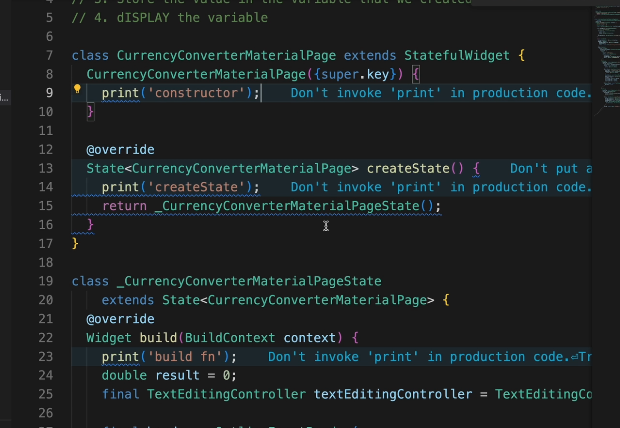 // 3. Store the value in the variable that we created
5 // 4. dISPLAY the variable
6
7 class CurrencyConverterMaterialPage extends StatefulWidget {
8 CurrencyConverterMaterialPage({super.key}) {
9 print('constructor'); Don't invoke 'print' in production code.
10 }
11
12 @override
13 State<CurrencyConverterMaterialPage> createState() { Don't put a
14 print('createState'); Don't invoke 'print' in production code.
15 return _CurrencyConverterMaterialPageState();
16 }
17 }
18
19 class _CurrencyConverterMaterialPageState
20 extends State<CurrencyConverterMaterialPage> {
21 @override
22 Widget build(BuildContext context) {
23 print('build fn'); Don't invoke 'print' in production code.⏎Tr
24 double result = 0;
25 final TextEditingController textEditingController = TextEditingCo
26